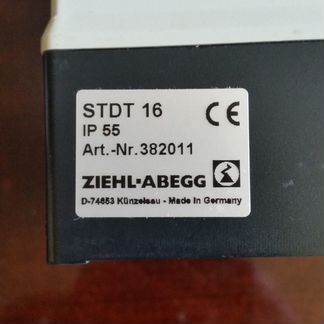 STDT 16
CE
IP 55
Art.-Nr. 382011
ZIEHL-ABEGG
D-74653 Künzelsau - Made in Germany